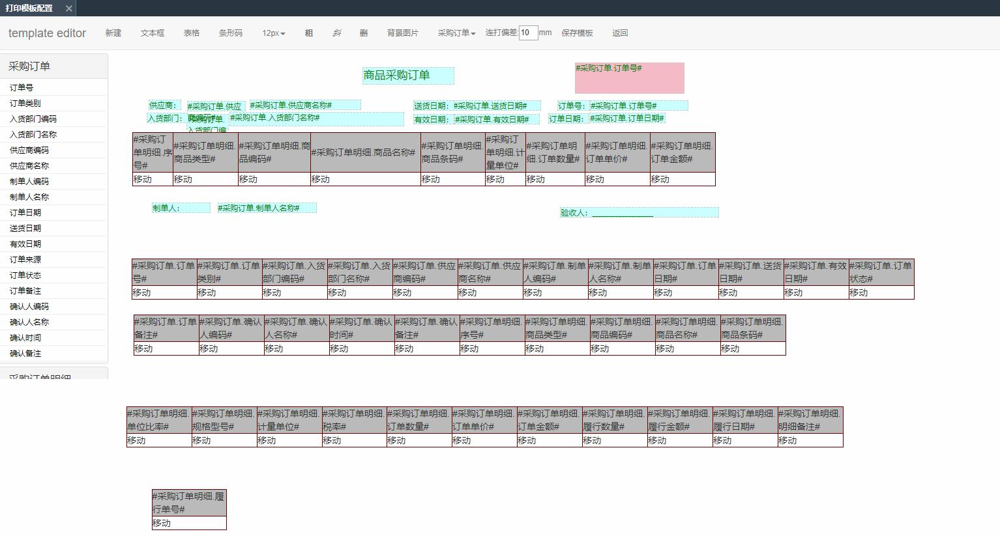 打印模板配置
template editor 新建 文本框 表格 条形码 12px 粗 斜 删 背景图片 采购订单 连打偏差:10 mm 保存模板 返回
采购订单
订单号
订单类别
入货部门编码
入货部门名称
供应商编码
供应商名称
制单人编码
制单人名称
订单日期
送货日期
有效日期
订单来源
订单状态
订单备注
确认人编码
确认人名称
确认时间
确认备注
采购订单明细
商品采购订单 #采购订单.订单号#
供应商: #采购订单.供应 #采购订单.供应商名称# 送货日期: #采购订单.送货日期# 订单号: #采购订单.订单号#
入货部门: #采购订单.入货部门名称# 有效日期: #采购订单.有效日期# 订单日期: #采购订单.订单日期#
入货部门编
#采购订 #采购订 
单明细.序 #采购订单明细. #采购订单明细.商 #采购订单明细.商品名称# #采购订单明细. 单明细.计 #采购订单明 #采购订单明细. #采购订单明细.
号# 商品类型# 品编码# 商品条码# 量单位# 细.订单数量# 订单单价# 订单金额#
移动 移动 移动 移动 移动 移动 移动 移动 移动
制单人: #采购订单.制单人名称# 验收人: ________________
#采购订单.订单 #采购订单.订单 #采购订单.入货 #采购订单.入货 #采购订单.供应 #采购订单.供应 #采购订单.制单 #采购订单.制单 #采购订单.订单 #采购订单.送货 #采购订单.有效 #采购订单.订单
号# 类别# 部门编码# 部门名称# 商编码# 商名称# 人编码# 人名称# 日期# 日期# 日期# 状态#
移动 移动 移动 移动 移动 移动 移动 移动 移动 移动 移动 移动
#采购订单.订单 #采购订单.确认 #采购订单.确认 #采购订单.确认 #采购订单.确认 #采购订单明细. #采购订单明细. #采购订单明细. #采购订单明细. #采购订单明细.
备注# 人编码# 人名称# 时间# 备注# 序号# 商品类型# 商品编码# 商品名称# 商品条码#
移动 移动 移动 移动 移动 移动 移动 移动 移动 移动
#采购订单明细. #采购订单明细. #采购订单明细. #采购订单明细. #采购订单明细. #采购订单明细. #采购订单明细. #采购订单明细. #采购订单明细. #采购订单明细. #采购订单明细.
单位比率# 规格型号# 计量单位# 税率# 订单数量# 订单单价# 订单金额# 履行数量# 履行金额# 履行日期# 明细备注#
移动 移动 移动 移动 移动 移动 移动 移动 移动 移动 移动
#采购订单明细.履
行单号#
移动